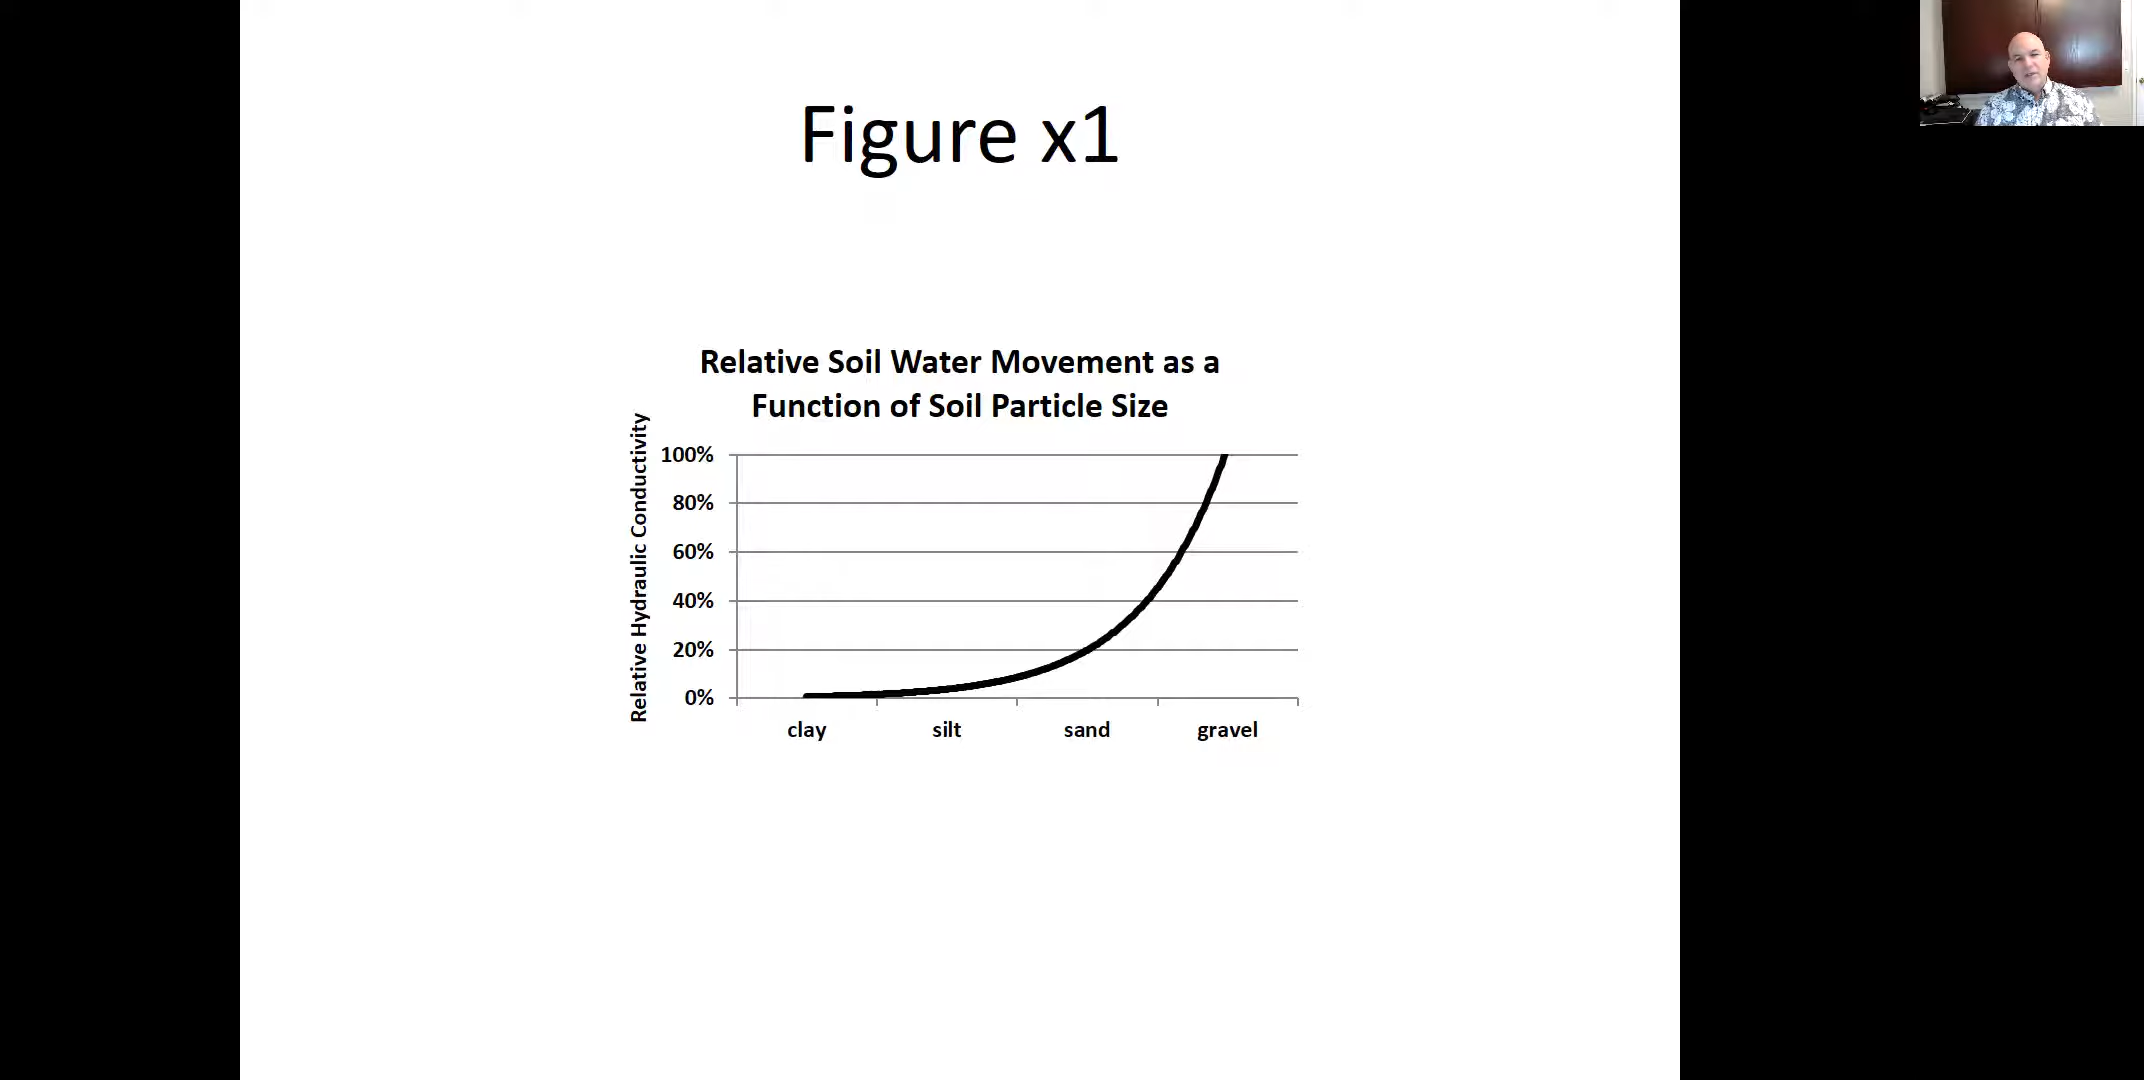 Figure x1
Relative Soil Water Movement as a
Function of Soil Particle Size
Relative Hydraulic Conductivity
100%
80%
60%
40%
20%
0%
clay silt sand gravel